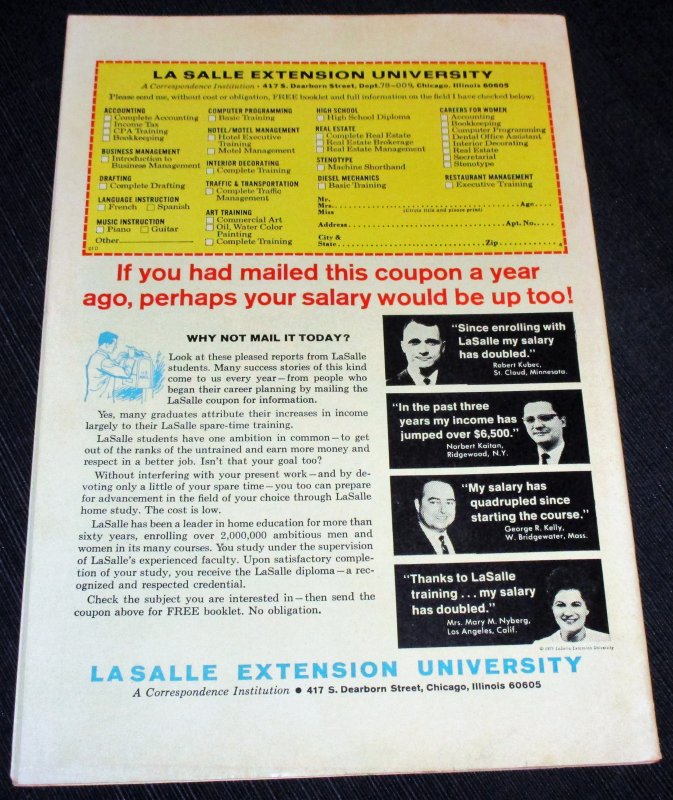 LA SALLE EXTENSION UNIVERSITY
A Correspondence Institution • 417 S. Dearborn Street, Dept. 78-009, Chicago, Illinois 60605
Please send me, without cost or obligation, FREE booklet and full information on the field I have checked below:
ACCOUNTING
Complete Accounting
Income Tax
CPA Training
Bookkeeping
BUSINESS MANAGEMENT
Introduction to
Business Management
DRAFTING
Complete Drafting
LANGUAGE INSTRUCTION
French Spanish
MUSIC INSTRUCTION
Piano Guitar
Other
COMPUTER PROGRAMMING
Basic Training
HOTEL/MOTEL MANAGEMENT
Hotel Executive
Training
Motel Management
INTERIOR DECORATING
Complete Training
TRAFFIC & TRANSPORTATION
Complete Traffic
Management
ART TRAINING
Commercial Art
Oil, Water Color
Painting
Complete Training
HIGH SCHOOL
High School Diploma
REAL ESTATE
Complete Real Estate
Real Estate Brokerage
Real Estate Management
STENOTYPE
Machine Shorthand
DIESEL MECHANICS
Basic Training
CAREERS FOR WOMEN
Accounting
Bookkeeping
Computer Programming
Dental Office Assistant
Interior Decorating
Real Estate
Secretarial
Stenotype
RESTAURANT MANAGEMENT
Executive Training
Mr.
Mrs. Age
Miss (Circle title and please print)
Address Apt. No.
City &
State Zip
If you had mailed this coupon a year
ago, perhaps your salary would be up too!
WHY NOT MAIL IT TODAY?
Look at these pleased reports from LaSalle
students. Many success stories of this kind
come to us every year—from people who
began their career planning by mailing the
LaSalle coupon for information.
Yes, many graduates attribute their increases in income
largely to their LaSalle spare-time training.
LaSalle students have one ambition in common—to get
out of the ranks of the untrained and earn more money and
respect in a better job. Isn't that your goal too?
Without interfering with your present work—and by de-
voting only a little of your spare time—you too can prepare
for advancement in the field of your choice through LaSalle
home study. The cost is low.
LaSalle has been a leader in home education for more than
sixty years, enrolling over 2,000,000 ambitious men and
women in its many courses. You study under the supervision
of LaSalle's experienced faculty. Upon satisfactory comple-
tion of your study, you receive the LaSalle diploma—a rec-
ognized and respected credential.
Check the subject you are interested in—then send the
coupon above for FREE booklet. No obligation.
"Since enrolling with
LaSalle my salary
has doubled."
Robert Kubec,
St. Cloud, Minnesota.
"In the past three
years my income has
jumped over $6,500."
Norbert Kaitan,
Ridgewood, N.Y.
"My salary has
quadrupled since
starting the course."
George R. Kelly,
W. Bridgewater, Mass.
"Thanks to LaSalle
training . . . my salary
has doubled."
Mrs. Mary M. Nyberg,
Los Angeles, Calif.
LaSalle Extension University
LA SALLE EXTENSION UNIVERSITY
A Correspondence Institution • 417 S. Dearborn Street, Chicago, Illinois 60605